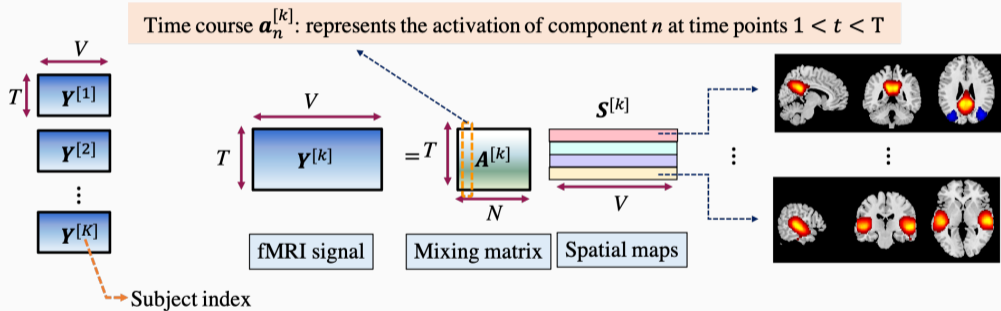 Time course 𝒂ₙ^[k]: represents the activation of component n at time points 1 < t < T
V
T
Y^[1]
Y^[2]
⋮
Y^[K]
Subject index
V
T
Y^[k]
fMRI signal
=
T
A^[k]
N
Mixing matrix
S^[k]
V
Spatial maps
⋮
⋮